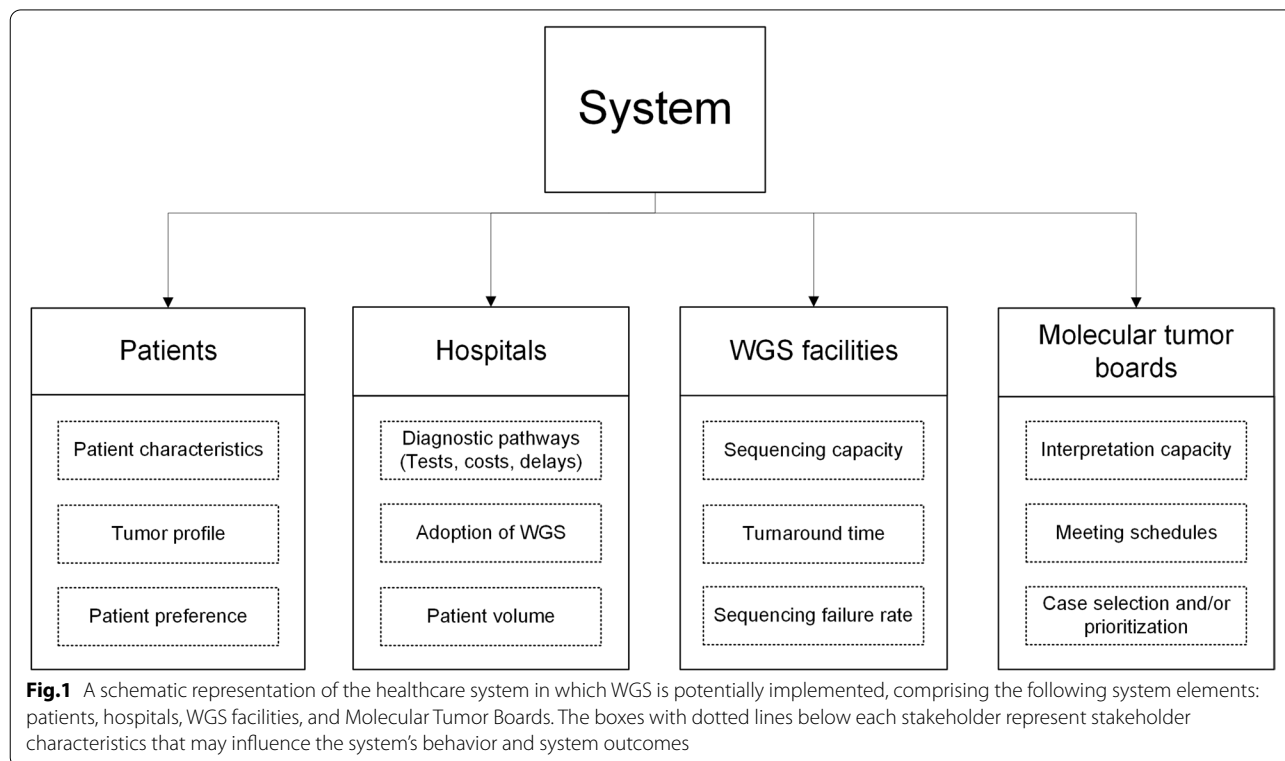 System
Patients
Patient characteristics
Tumor profile
Patient preference
Hospitals
Diagnostic pathways
(Tests, costs, delays)
Adoption of WGS
Patient volume
WGS facilities
Sequencing capacity
Turnaround time
Sequencing failure rate
Molecular tumor
boards
Interpretation capacity
Meeting schedules
Case selection and/or
prioritization
Fig.1 A schematic representation of the healthcare system in which WGS is potentially implemented, comprising the following system elements:
patients, hospitals, WGS facilities, and Molecular Tumor Boards. The boxes with dotted lines below each stakeholder represent stakeholder
characteristics that may influence the system's behavior and system outcomes